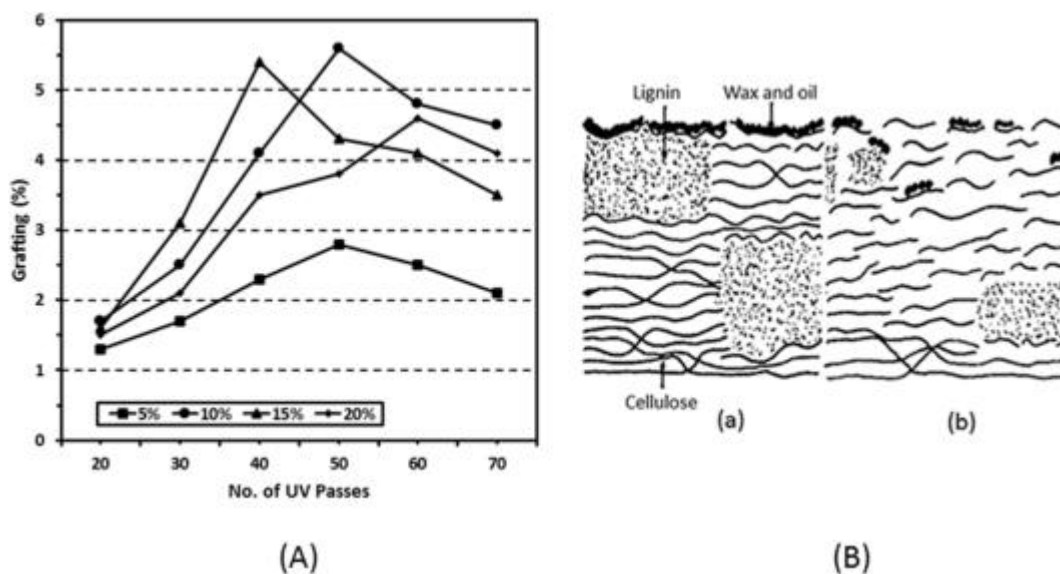 6
5
4
3
2
1
0
Grafting (%)
5% 10% 15% 20%
20 30 40 50 60 70
No. of UV Passes
(A)
Lignin Wax and oil
Cellulose
(a) (b)
(B)